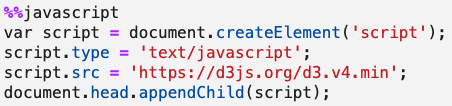 %%javascript
var script = document.createElement('script');
script.type = 'text/javascript';
script.src = 'https://d3js.org/d3.v4.min';
document.head.appendChild(script);